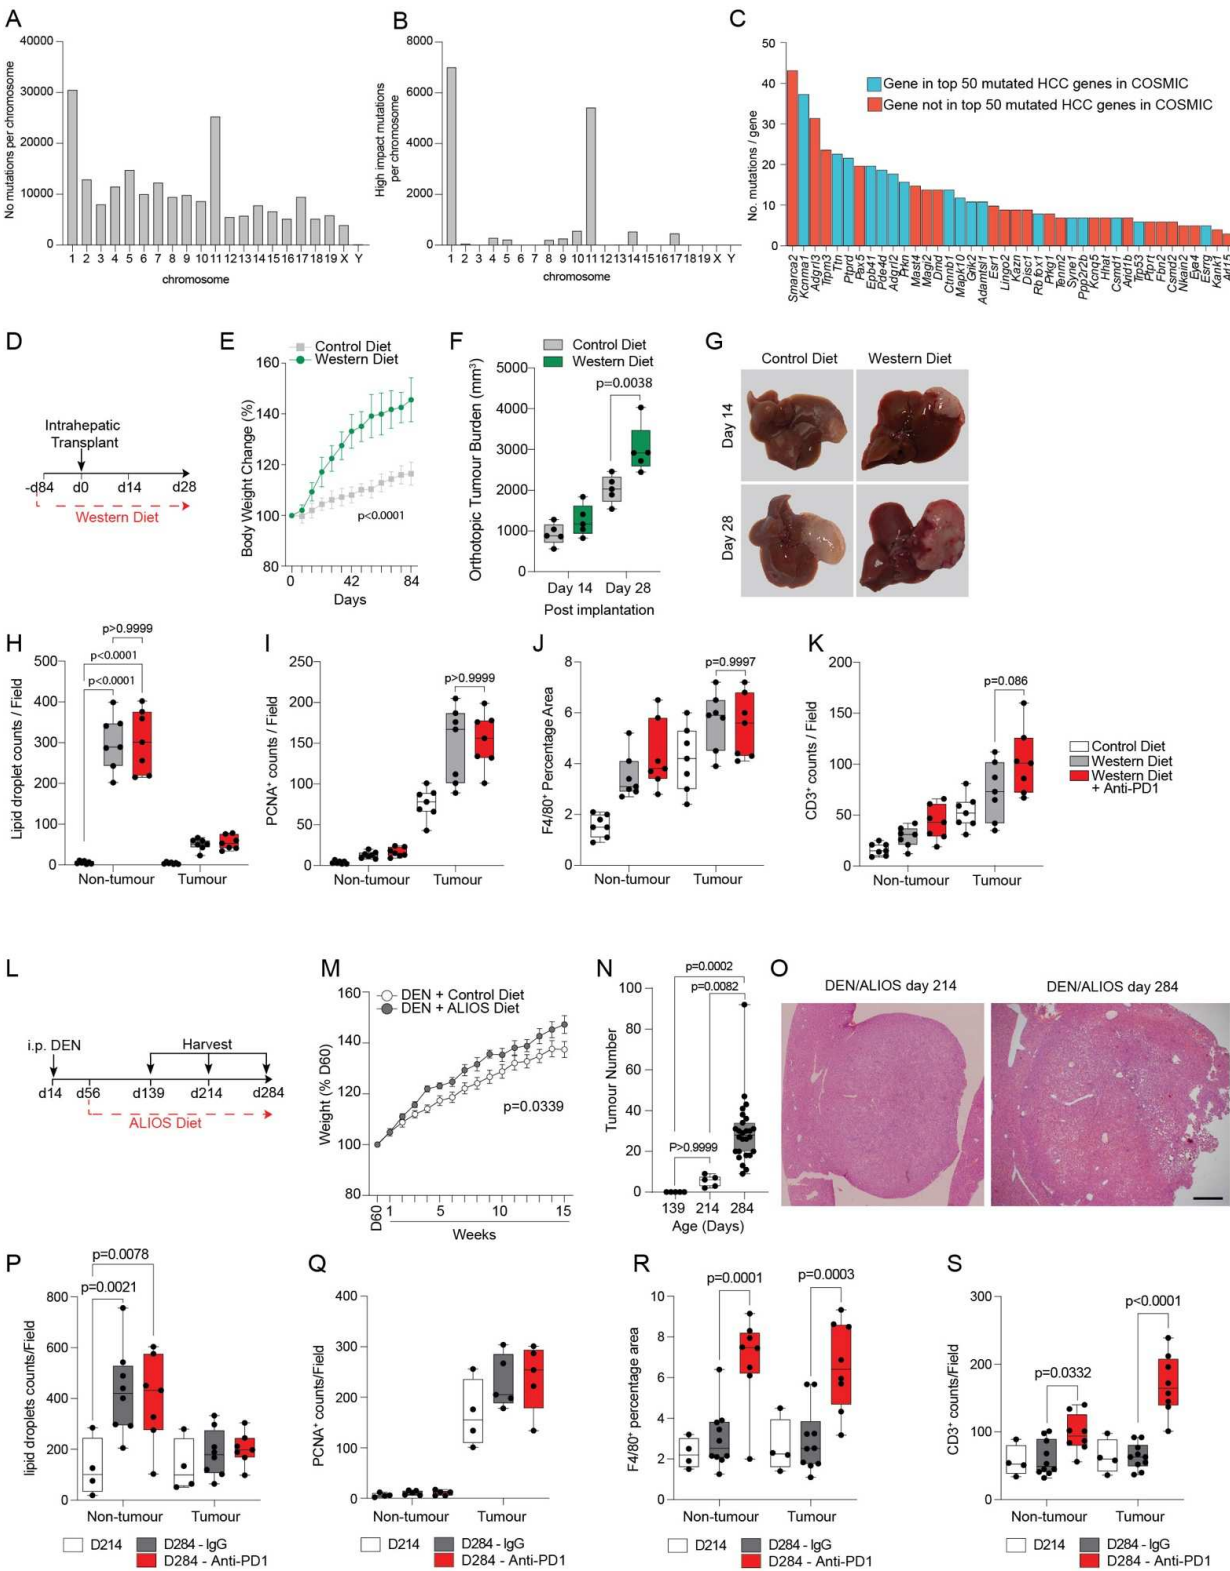 A
No mutations per chromosome
40000
30000
20000
10000
0
1 2 3 4 5 6 7 8 9 10 11 12 13 14 15 16 17 18 19 X Y
chromosome
B
High impact mutations
per chromosome
8000
6000
4000
2000
0
1 2 3 4 5 6 7 8 9 10 11 12 13 14 15 16 17 18 19 X Y
chromosome
C
No. mutations / gene
50
40
30
20
10
0
Gene in top 50 mutated HCC genes in COSMIC
Gene not in top 50 mutated HCC genes in COSMIC
Smarca2
Kcnma1
Adgrl3
Trpm3
Ttn
Ptprd
Pax5
Epb41
Pde4d
Adgrl2
Prkn
Mast4
Magi2
Dmd
Ctnnb1
Mapk10
Grik2
Adamtsl1
Esr1
Lingo2
Kazn
Disc1
Rbfox1
Pkp1
Tenm2
Syne1
Ppp2r2b
Kcnq5
Hhat
Csmd1
Arid1b
Trp53
Ptprt
Fbn2
Csmd2
Nkain2
Eya4
Esrrg
Kank1
D
Intrahepatic
Transplant
-d84 d0 d14 d28
Western Diet
E
Control Diet
Western Diet
Body Weight Change (%)
160
140
120
100
80
p<0.0001
0 42 84
Days
F
Control Diet
Western Diet
Orthotopic Tumour Burden (mm³)
5000
4000
3000
2000
1000
0
p=0.0038
Day 14 Day 28
Post implantation
G
Control Diet Western Diet
Day 14
Day 28
H
Lipid droplet counts / Field
500
400
300
200
100
0
p>0.9999
p<0.0001
p<0.0001
Non-tumour Tumour
I
PCNA⁺ counts / Field
250
200
150
100
50
0
p>0.9999
Non-tumour Tumour
J
F4/80⁺ Percentage Area
8
6
4
2
0
p=0.9997
Non-tumour Tumour
K
CD3⁺ counts / Field
200
150
100
50
0
p=0.086
Non-tumour Tumour
Control Diet
Western Diet
Western Diet
+ Anti-PD1
L
i.p. DEN
Harvest
d14 d56 d139 d214 d284
ALIOS Diet
M
DEN + Control Diet
DEN + ALIOS Diet
Weight (% D60)
160
140
120
100
80
p=0.0339
D60 1 5 10 15
Weeks
N
Tumour Number
100
80
60
40
20
0
p=0.0002
p=0.0082
P>0.9999
139 214 284
Age (Days)
O
DEN/ALIOS day 214 DEN/ALIOS day 284
P
lipid droplets counts/Field
800
600
400
200
0
p=0.0078
p=0.0021
Non-tumour Tumour
D214 D284 - IgG
D284 - Anti-PD1
Q
PCNA⁺ counts/Field
400
300
200
100
0
Non-tumour Tumour
D214 D284 - IgG
D284 - Anti-PD1
R
F4/80⁺ percentage area
10
8
6
4
2
0
p=0.0001
p=0.0003
Non-tumour Tumour
D214 D284 - IgG
D284 - Anti-PD1
S
CD3⁺ counts/Field
300
200
100
0
p=0.0332
p<0.0001
Non-tumour Tumour
D214 D284 - IgG
D284 - Anti-PD1